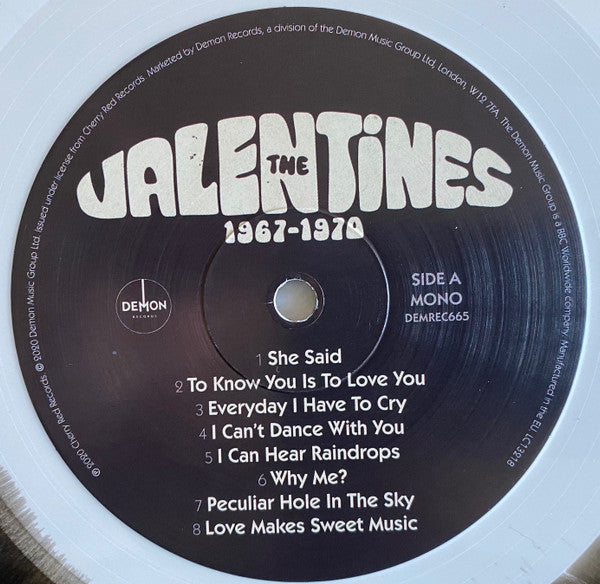 ℗ 2020 Cherry Red Records © 2020 Demon Music Group Ltd. issued under license from Cherry Red Records Marketed by Demon Records, a division of the Demon Music Group Ltd, London, W12 7FA. The Demon Music Group is a BBC Worldwide company. Manufactured in the EU. LC13218
THE
VALENTINES
1967-1970
DEMON
RECORDS
SIDE A
MONO
DEMREC665
1 She Said
2 To Know You Is To Love You
3 Everyday I Have To Cry
4 I Can't Dance With You
5 I Can Hear Raindrops
6 Why Me?
7 Peculiar Hole In The Sky
8 Love Makes Sweet Music